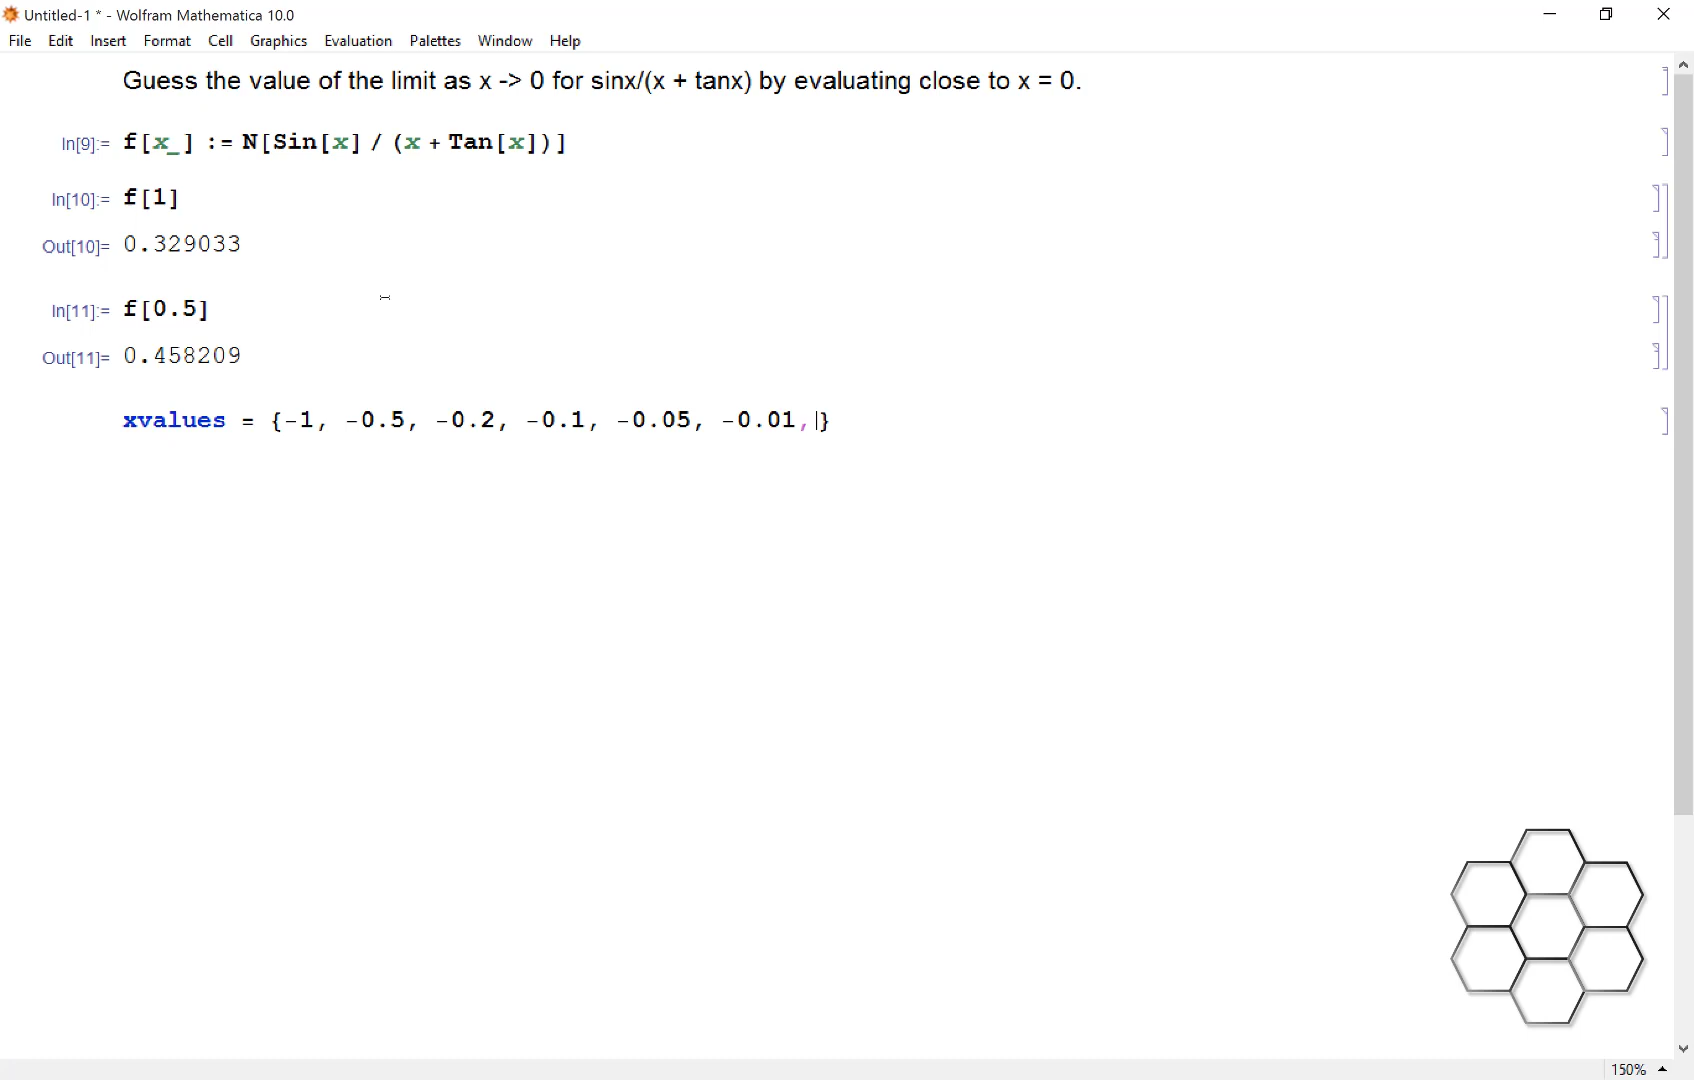 Untitled-1 * - Wolfram Mathematica 10.0
File Edit Insert Format Cell Graphics Evaluation Palettes Window Help
Guess the value of the limit as x -> 0 for sinx/(x + tanx) by evaluating close to x = 0.
In[9]:= f[x_] := N[Sin[x] / (x + Tan[x])]
In[10]:= f[1]
Out[10]= 0.329033
In[11]:= f[0.5]
Out[11]= 0.458209
xvalues = {-1, -0.5, -0.2, -0.1, -0.05, -0.01, }
150%